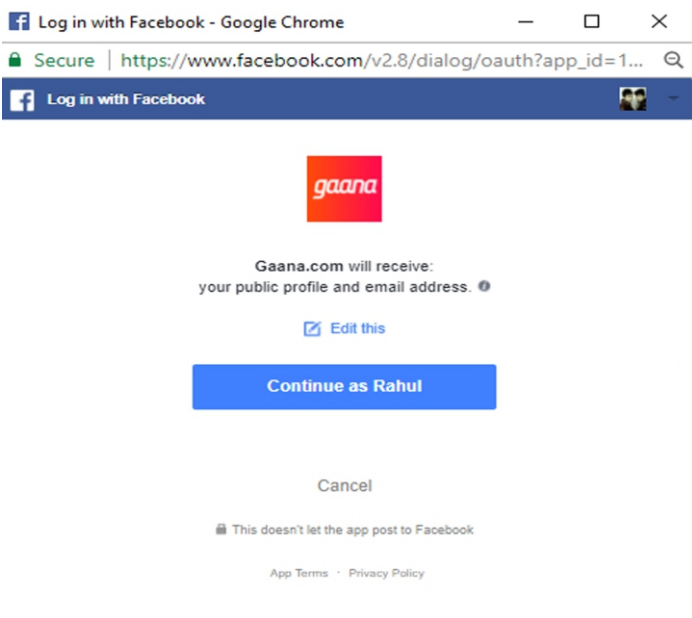 Log in with Facebook - Google Chrome
Secure | https://www.facebook.com/v2.8/dialog/oauth?app_id=1...
f Log in with Facebook
gaana
Gaana.com will receive:
your public profile and email address.
Edit this
Continue as Rahul
Cancel
This doesn't let the app post to Facebook
App Terms · Privacy Policy